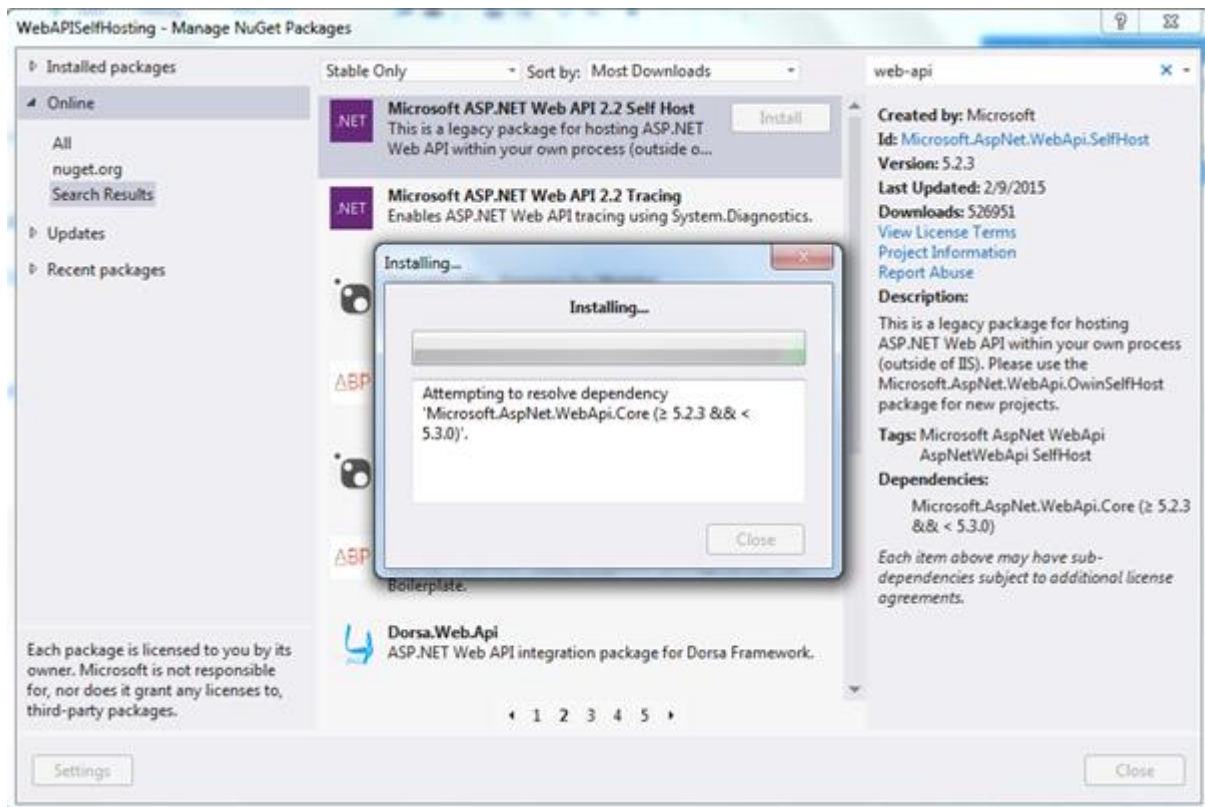 WebAPISelfHosting - Manage NuGet Packages
Installed packages
Online
All
nuget.org
Search Results
Updates
Recent packages
Each package is licensed to you by its
owner. Microsoft is not responsible
for, nor does it grant any licenses to,
third-party packages.
Settings
Stable Only
Sort by: Most Downloads
.NET
Microsoft ASP.NET Web API 2.2 Self Host
This is a legacy package for hosting ASP.NET
Web API within your own process (outside o...
Install
.NET
Microsoft ASP.NET Web API 2.2 Tracing
Enables ASP.NET Web API tracing using System.Diagnostics.
ABP
ABP
Boilerplate.
Dorsa.Web.Api
ASP.NET Web API integration package for Dorsa Framework.
1 2 3 4 5
Installing...
Installing...
Attempting to resolve dependency
'Microsoft.AspNet.WebApi.Core (≥ 5.2.3 && <
5.3.0)'.
Close
web-api
Created by: Microsoft
Id: Microsoft.AspNet.WebApi.SelfHost
Version: 5.2.3
Last Updated: 2/9/2015
Downloads: 526951
View License Terms
Project Information
Report Abuse
Description:
This is a legacy package for hosting
ASP.NET Web API within your own process
(outside of IIS). Please use the
Microsoft.AspNet.WebApi.OwinSelfHost
package for new projects.
Tags: Microsoft AspNet WebApi
AspNetWebApi SelfHost
Dependencies:
Microsoft.AspNet.WebApi.Core (≥ 5.2.3
&& < 5.3.0)
Each item above may have sub-
dependencies subject to additional license
agreements.
Close